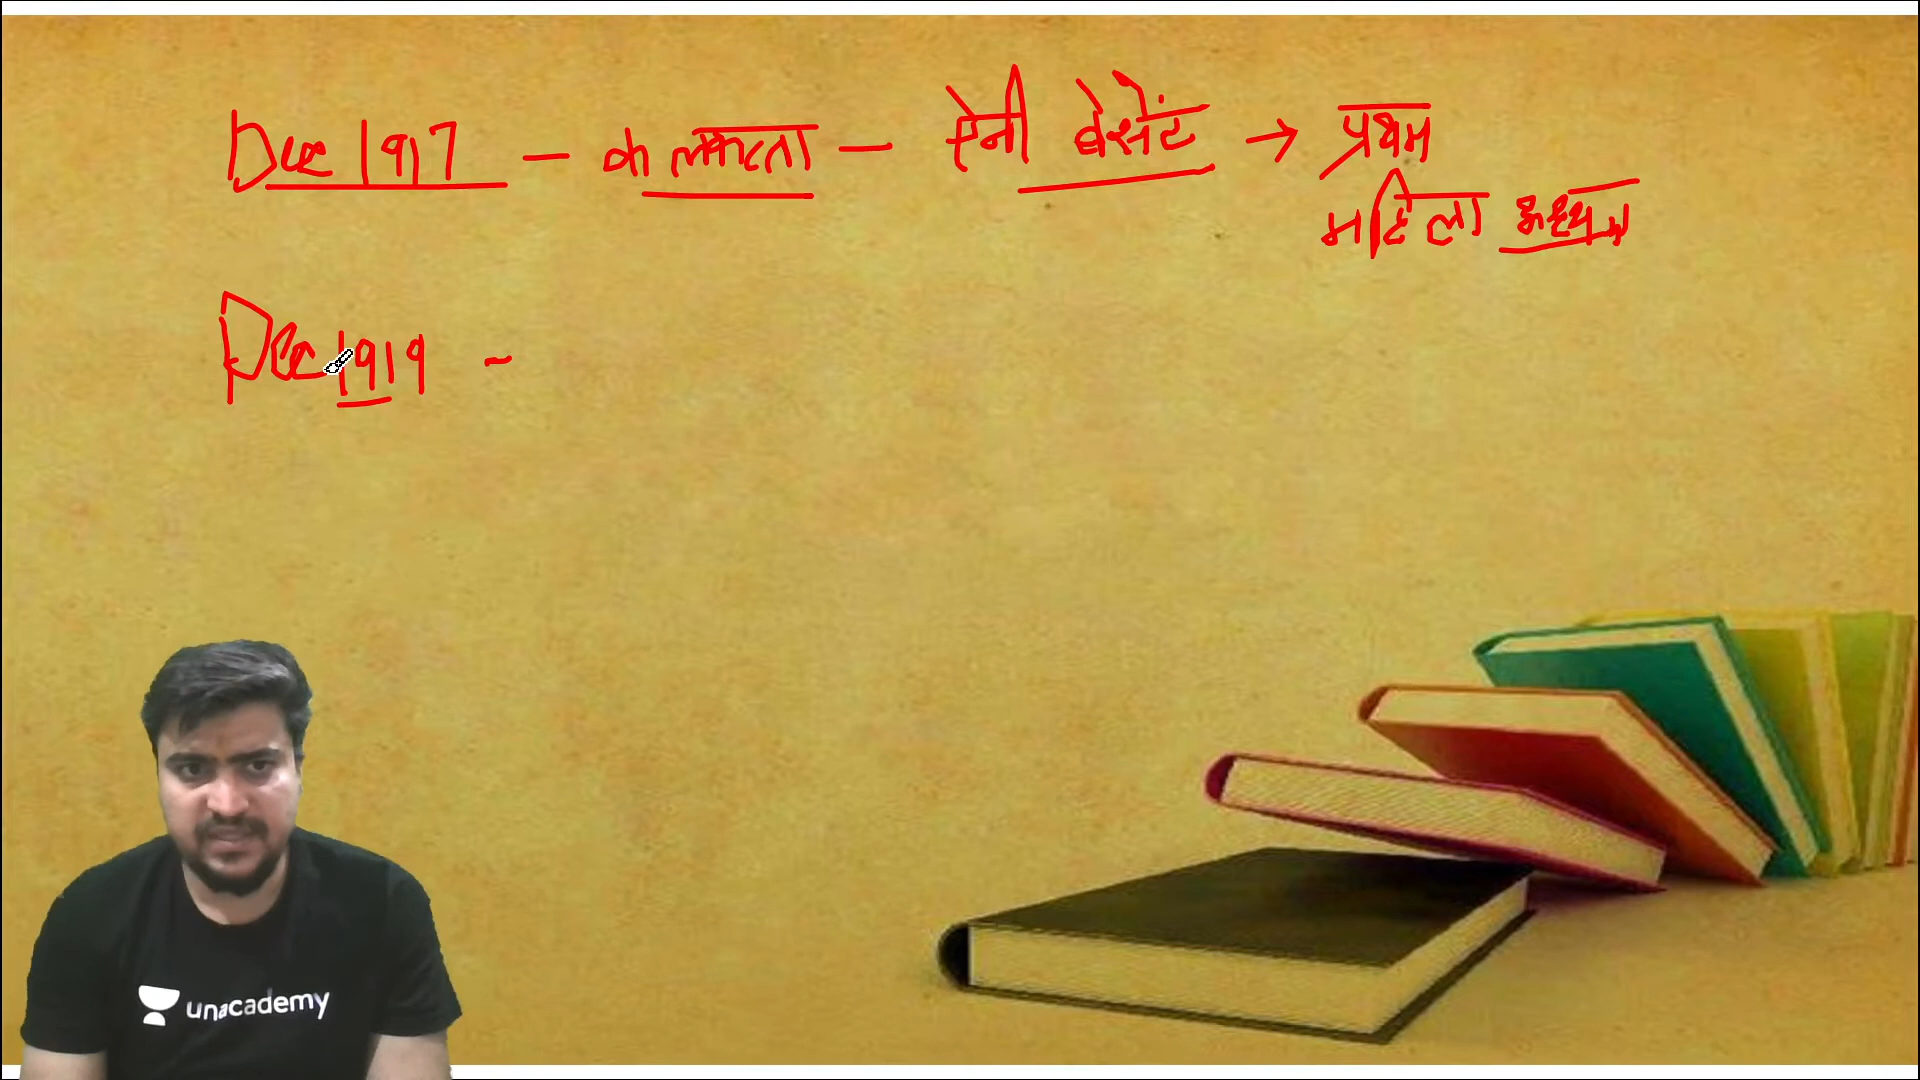 Dec 1917 - कलकत्ता - ऐनी बेसेंट → प्रथम
महिला अध्यक्ष
Dec 1919 -
unacademy